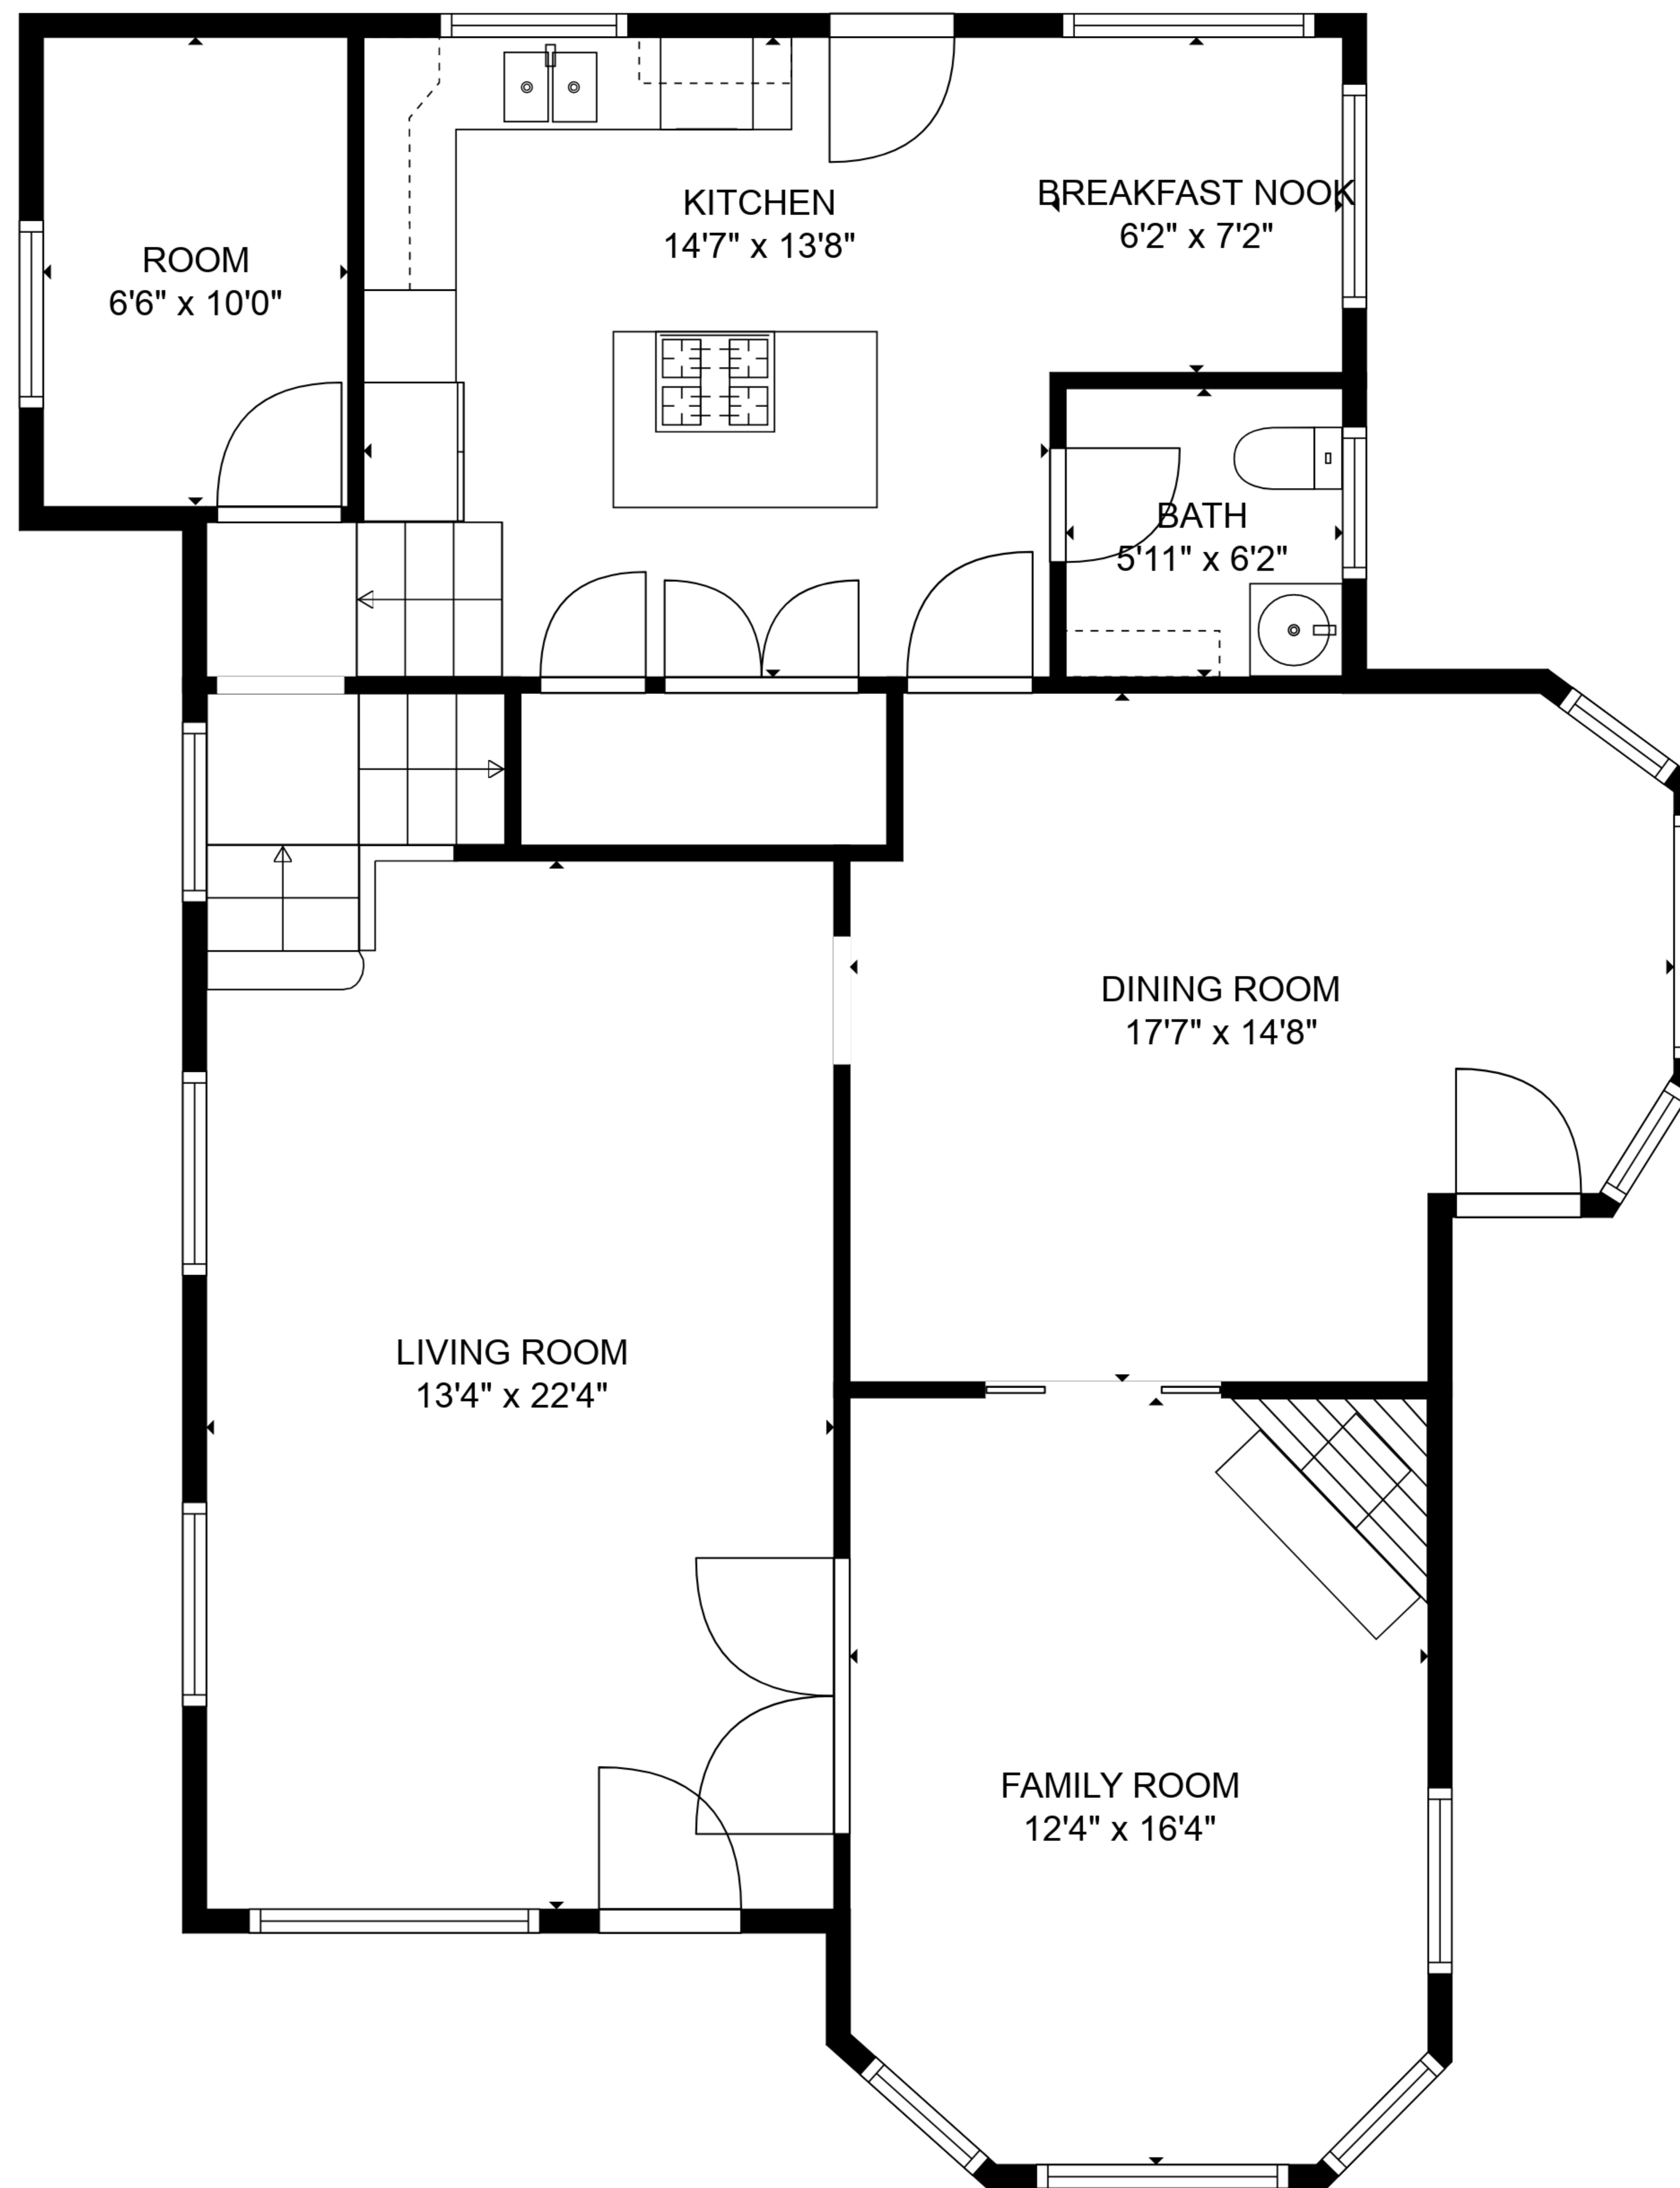 KITCHEN
14'7" x 13'8"
BREAKFAST NOOK
6'2" x 7'2"
ROOM
6'6" x 10'0"
BATH
5'11" x 6'2"
DINING ROOM
17'7" x 14'8"
LIVING ROOM
13'4" x 22'4"
FAMILY ROOM
12'4" x 16'4"